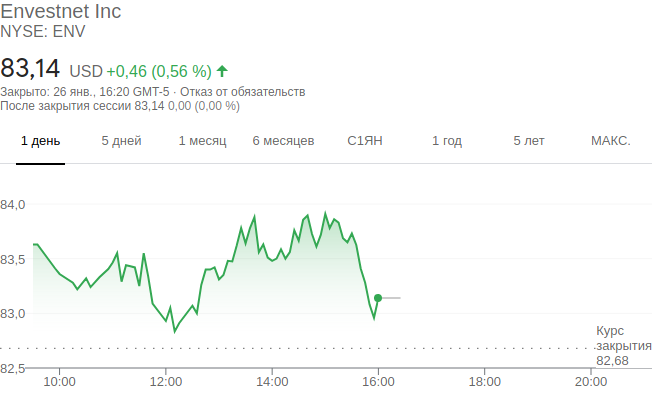 Envestnet Inc
NYSE: ENV
83,14 USD +0,46 (0,56 %)
Закрыто: 26 янв., 16:20 GMT-5 · Отказ от обязательств
После закрытия сессии 83,14 0,00 (0,00 %)
1 день 5 дней 1 месяц 6 месяцев С1ЯН 1 год 5 лет МАКС.
84,0
83,5
83,0
Курс
закрытия
82,68
82,5
10:00 12:00 14:00 16:00 18:00 20:00